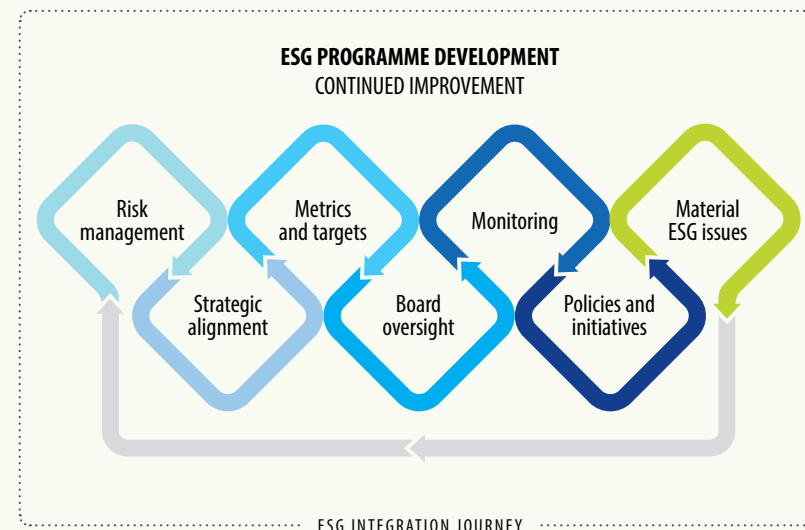 ESG PROGRAMME DEVELOPMENT
CONTINUED IMPROVEMENT
Risk
management
Strategic
alignment
Metrics
and targets
Board
oversight
Monitoring
Policies and
initiatives
Material
ESG issues
ESG INTEGRATION JOURNEY